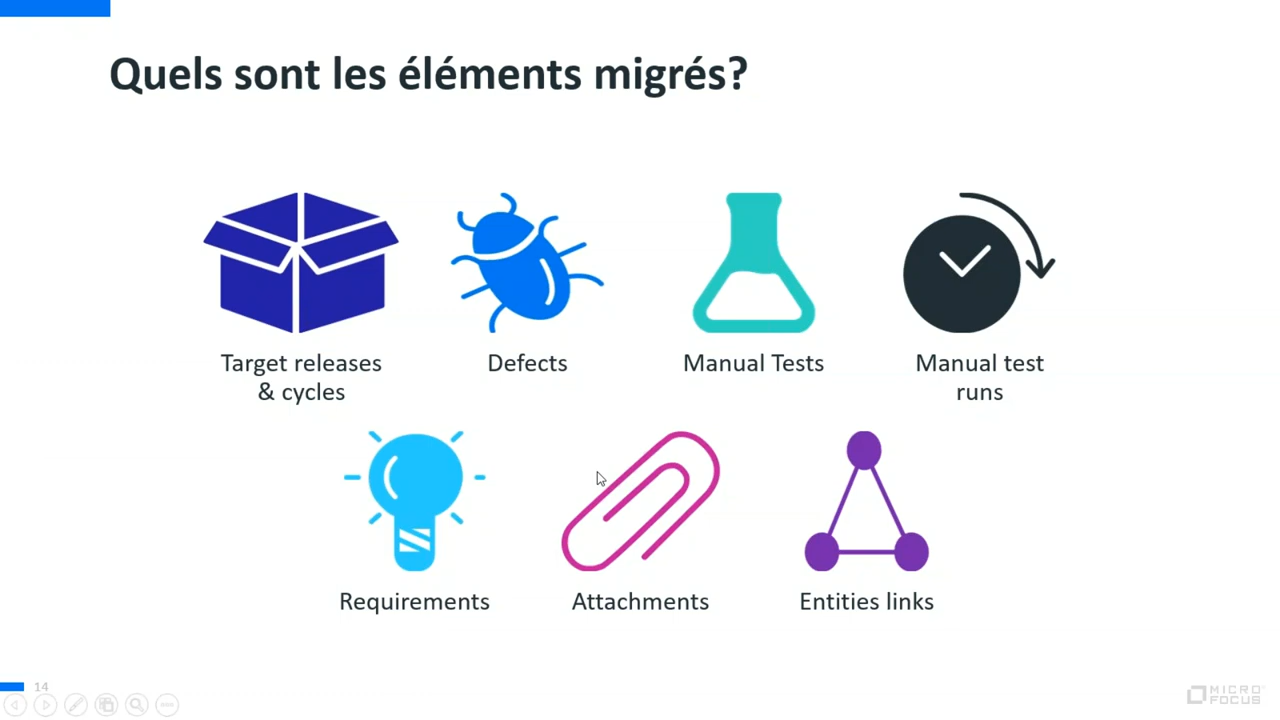 Quels sont les éléments migrés?
Target releases
& cycles
Defects
Manual Tests
Manual test
runs
Requirements
Attachments
Entities links
14
MICRO
FOCUS